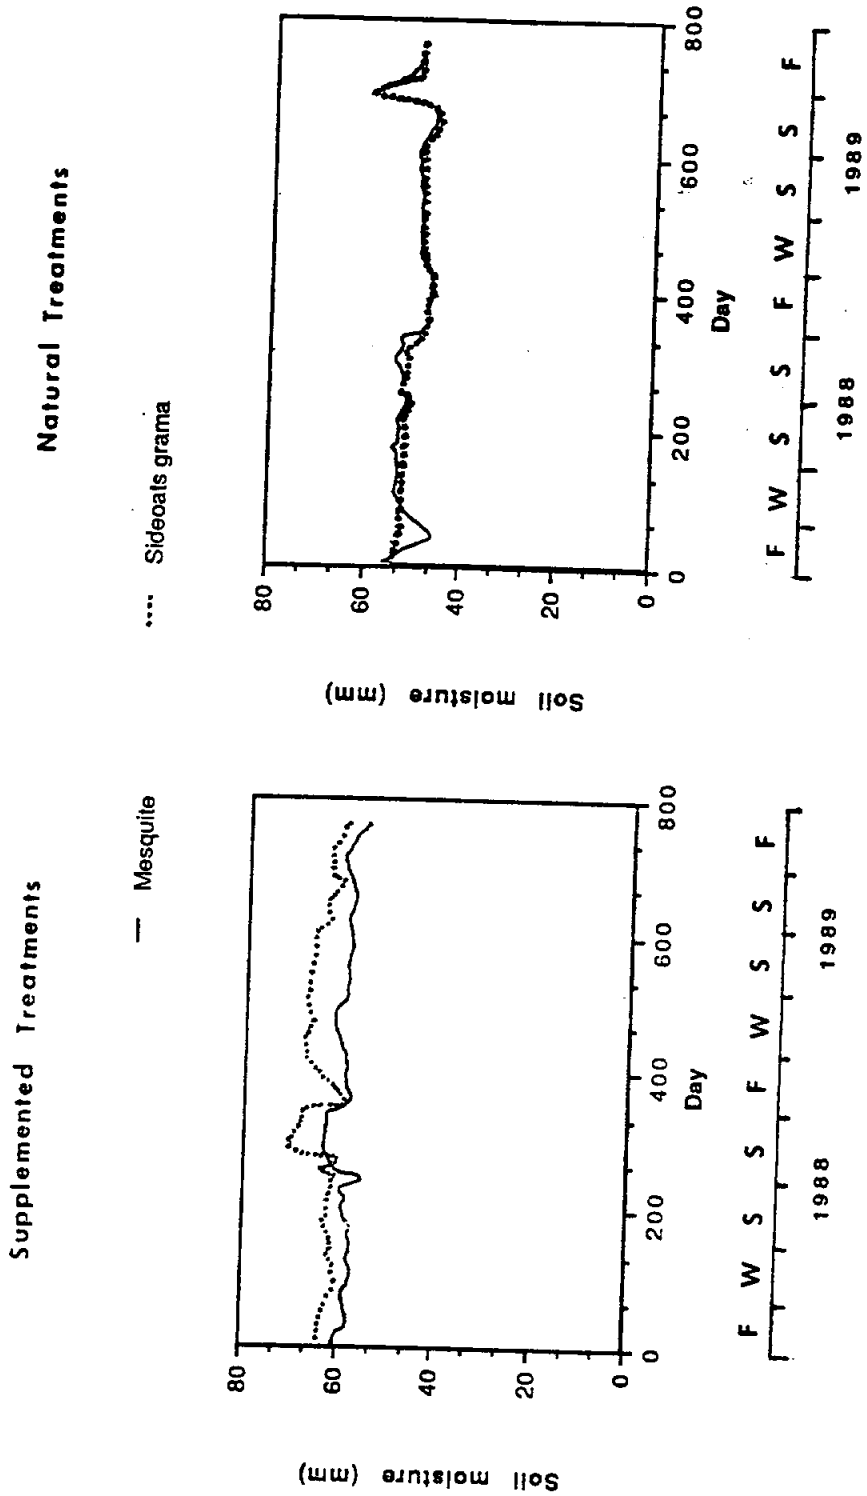 Supplemented Treatments
Natural Treatments
— Mesquite
···· Sideoats grama
Soil moisture (mm)
80
60
40
20
0
0
200
400
600
800
Day
F W S S F W S S F
1988
1989
Soil moisture (mm)
80
60
40
20
0
0
200
400
600
800
Day
F W S S F W S S F
1988
1989